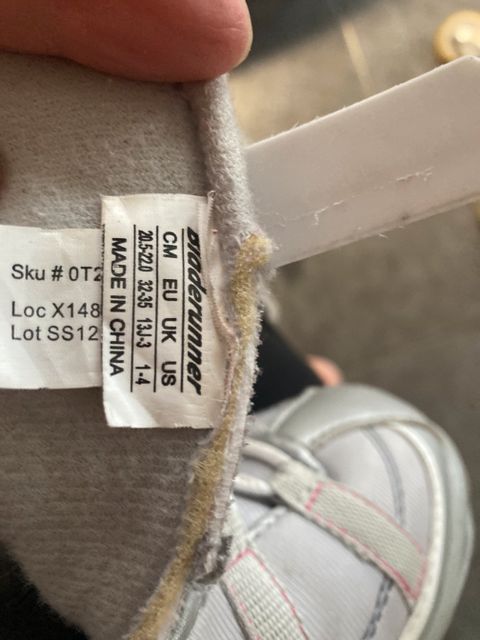 Sku # 0T2
Loc X148
Lot SS12
Bladerunner
CM EU UK US
20.5-22.0 32-35 13J-3 1-4
MADE IN CHINA